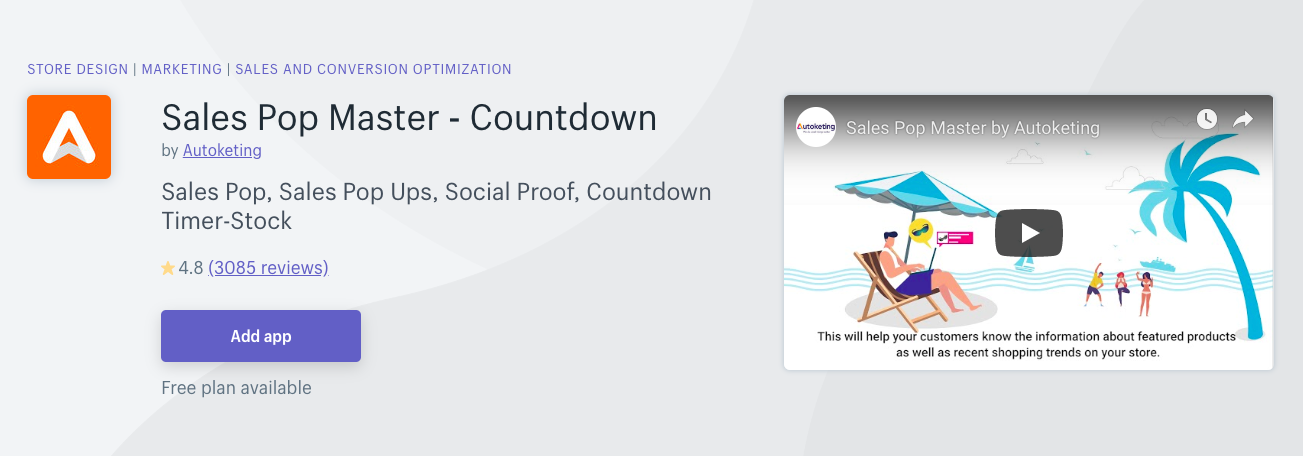 STORE DESIGN | MARKETING | SALES AND CONVERSION OPTIMIZATION
Sales Pop Master - Countdown
by Autoketing
Sales Pop, Sales Pop Ups, Social Proof, Countdown
Timer-Stock
4.8 (3085 reviews)
Add app
Free plan available
Autoketing
Sales Pop Master by Autoketing
This will help your customers know the information about featured products
as well as recent shopping trends on your store.